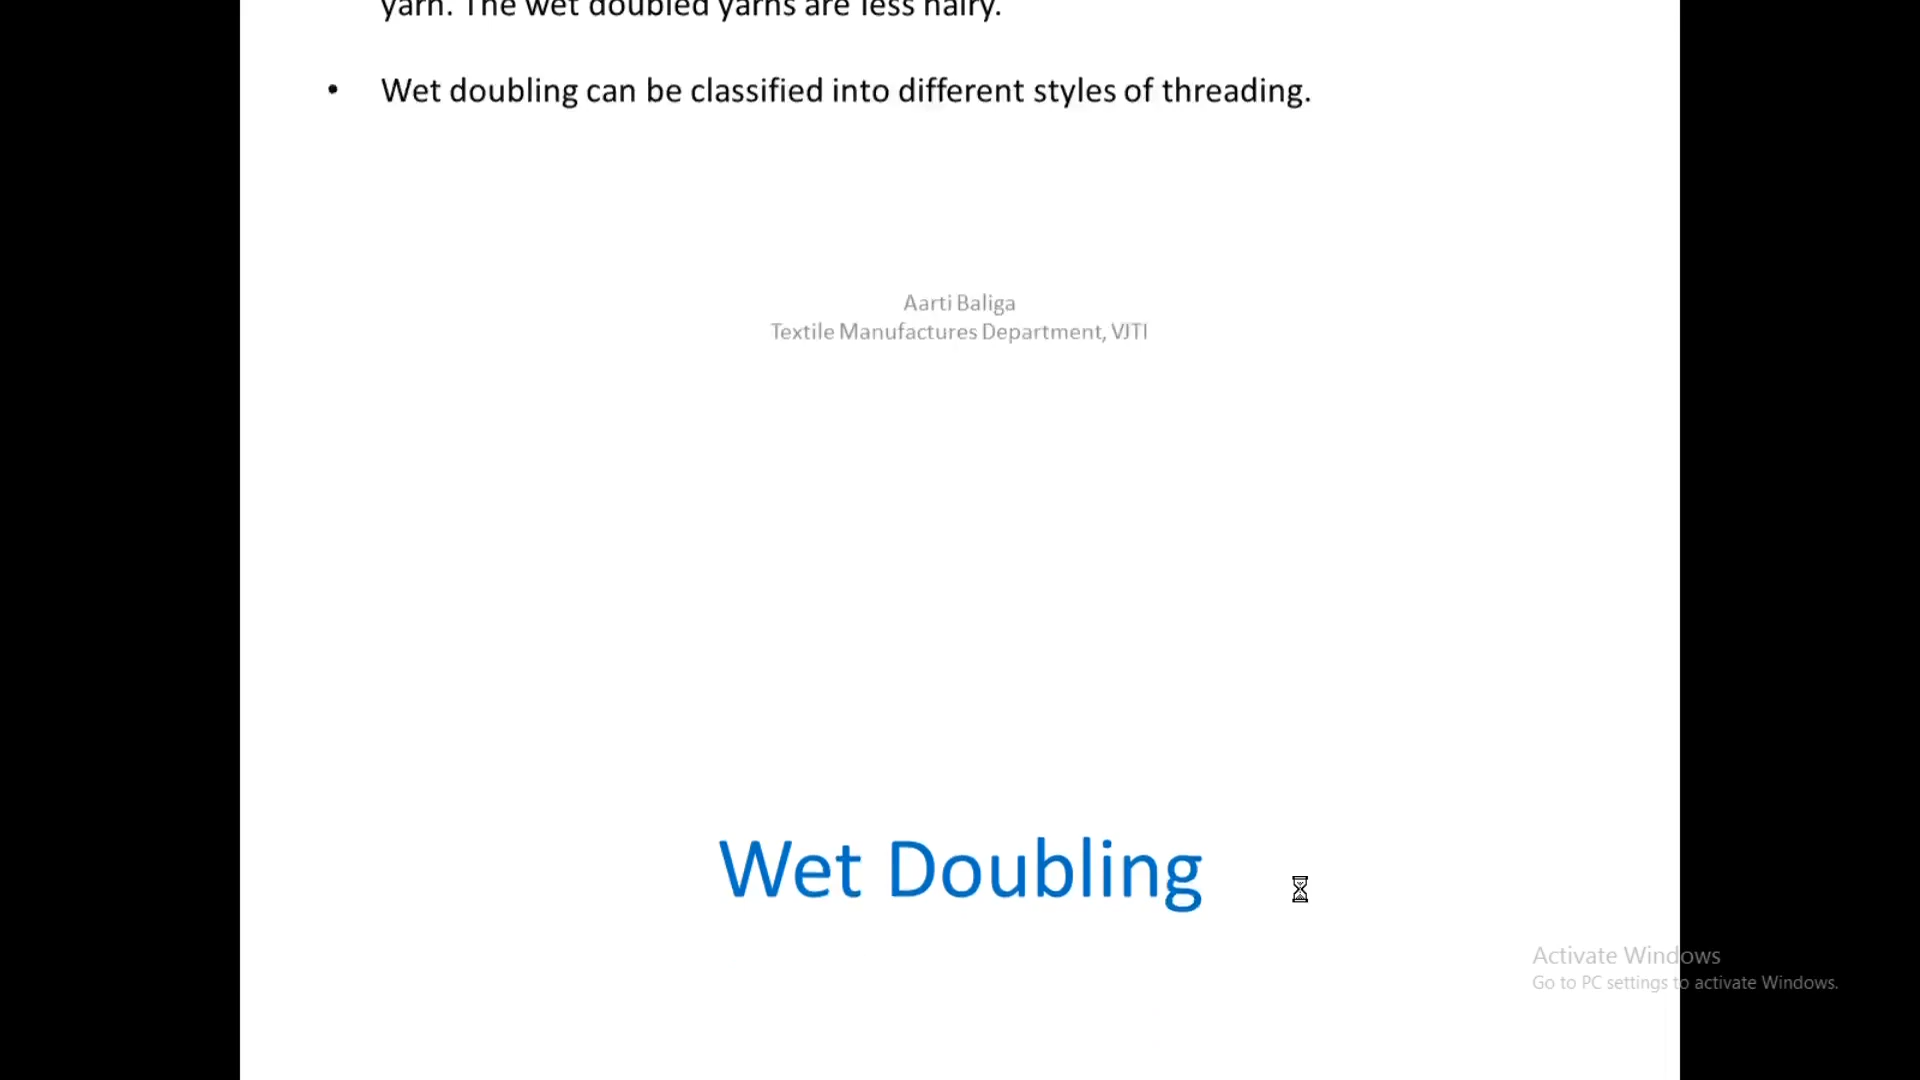 yarn. The wet doubled yarns are less hairy.
• Wet doubling can be classified into different styles of threading.
Aarti Baliga
Textile Manufactures Department, VJTI
Wet Doubling
Activate Windows
Go to PC settings to activate Windows.